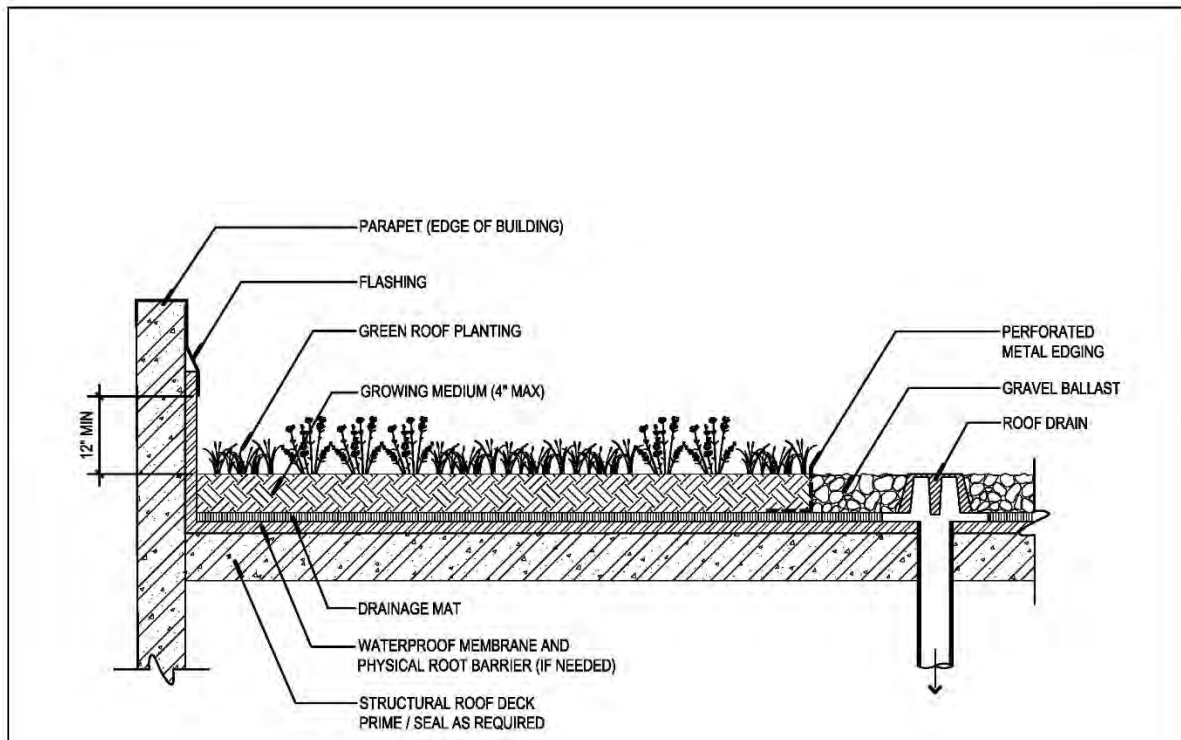 PARAPET (EDGE OF BUILDING)
FLASHING
GREEN ROOF PLANTING
GROWING MEDIUM (4" MAX)
12" MIN
PERFORATED
METAL EDGING
GRAVEL BALLAST
ROOF DRAIN
DRAINAGE MAT
WATERPROOF MEMBRANE AND
PHYSICAL ROOT BARRIER (IF NEEDED)
STRUCTURAL ROOF DECK
PRIME / SEAL AS REQUIRED